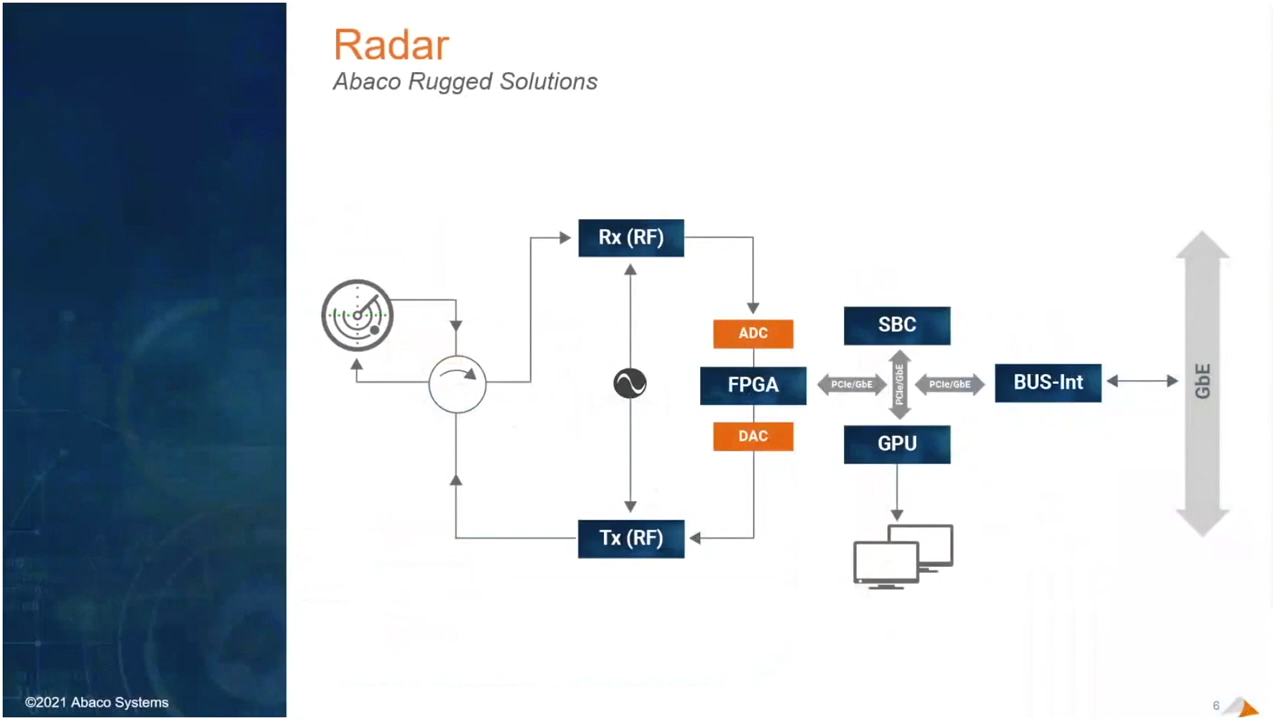 Radar
Abaco Rugged Solutions
Rx (RF)
ADC
SBC
FPGA
PCIe/GbE
PCIe/GbE
PCIe/GbE
BUS-Int
GbE
DAC
GPU
Tx (RF)
©2021 Abaco Systems
6